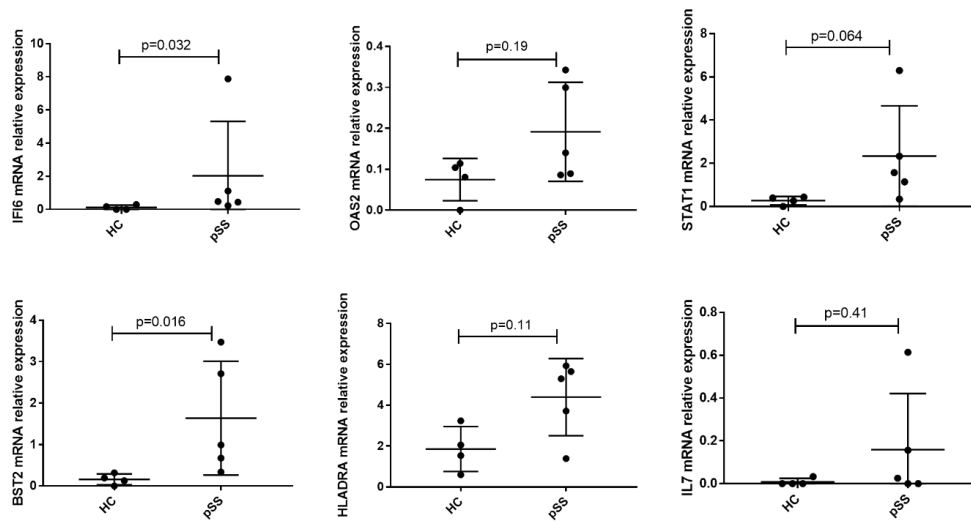 IFI6 mRNA relative expression
10
8
6
4
2
0
p=0.032
HC
pSS
OAS2 mRNA relative expression
0.4
0.3
0.2
0.1
0.0
p=0.19
HC
pSS
STAT1 mRNA relative expression
8
6
4
2
0
p=0.064
HC
pSS
BST2 mRNA relative expression
4
3
2
1
0
p=0.016
HC
pSS
HLADRA mRNA relative expression
8
6
4
2
0
p=0.11
HC
pSS
IL7 mRNA relative expression
0.8
0.6
0.4
0.2
0.0
p=0.41
HC
pSS